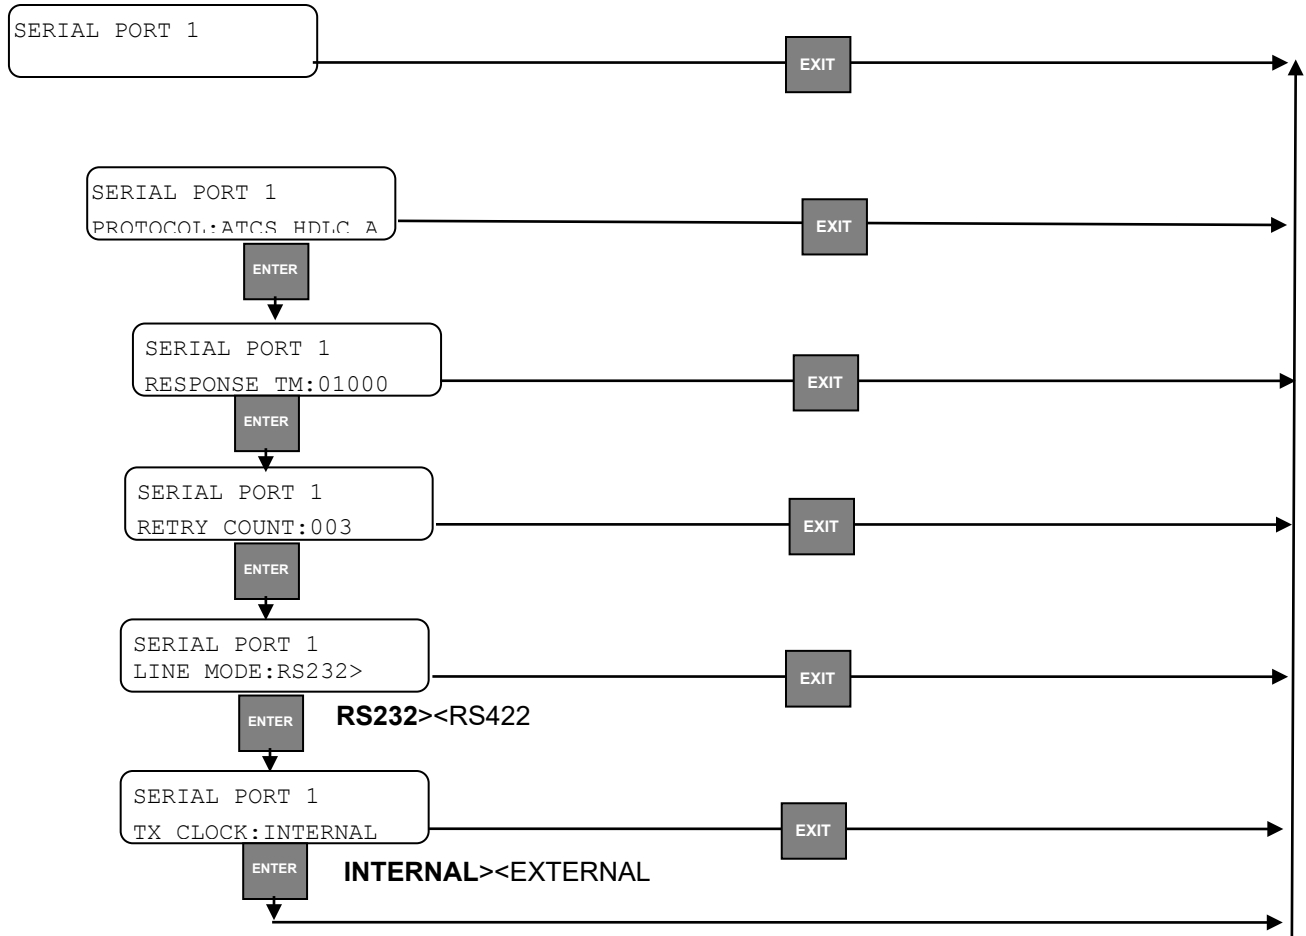 SERIAL PORT 1
EXIT
SERIAL PORT 1
PROTOCOL:ATCS HDLC A
EXIT
ENTER
SERIAL PORT 1
RESPONSE TM:01000
EXIT
ENTER
SERIAL PORT 1
RETRY COUNT:003
EXIT
ENTER
SERIAL PORT 1
LINE MODE:RS232>
EXIT
ENTER
RS232><RS422
SERIAL PORT 1
TX CLOCK:INTERNAL
EXIT
ENTER
INTERNAL><EXTERNAL